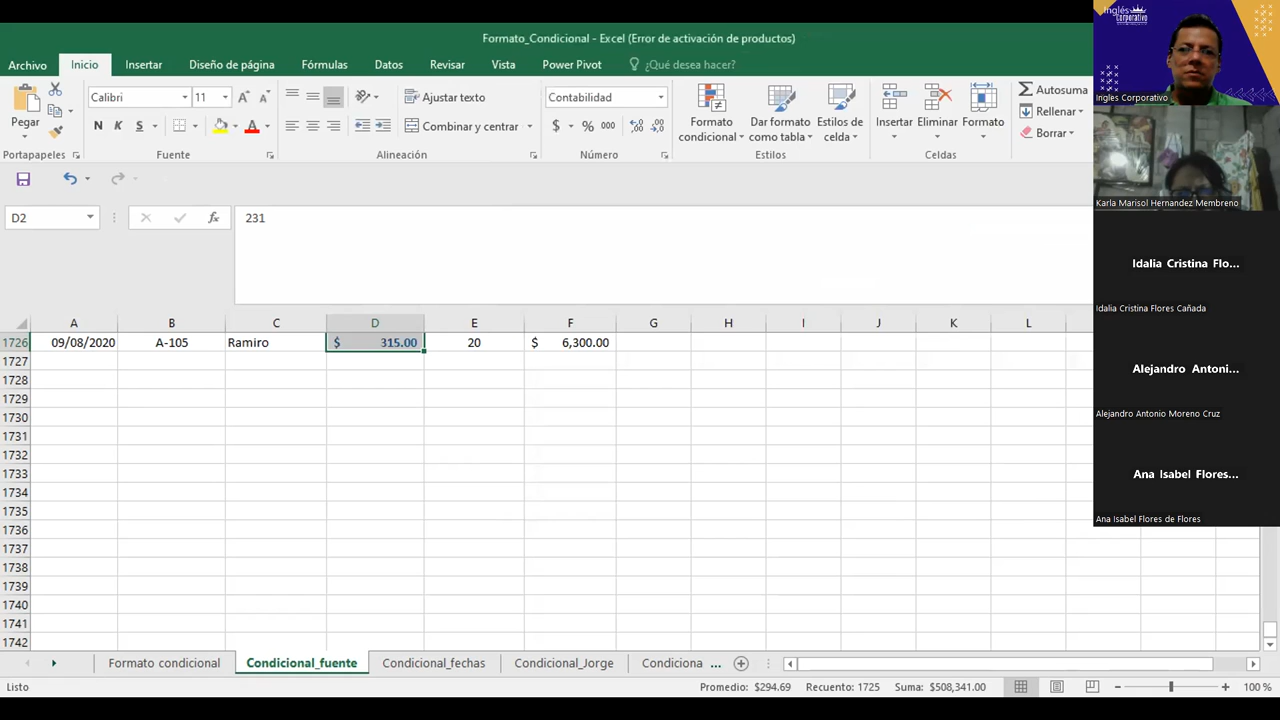 Formato_Condicional - Excel (Error de activación de productos)
Archivo Inicio Insertar Diseño de página Fórmulas Datos Revisar Vista Power Pivot ¿Qué desea hacer?
Pegar
Portapapeles
Calibri 11
N K S
Fuente
Ajustar texto
Combinar y centrar
Alineación
Contabilidad
$ % 000
Número
Formato condicional
Dar formato como tabla
Estilos de celda
Estilos
Insertar Eliminar Formato
Celdas
Autosuma
Rellenar
Borrar
D2 fx 231
A B C D E F G H I J K L
1726 09/08/2020 A-105 Ramiro $ 315.00 20 $ 6,300.00
1727
1728
1729
1730
1731
1732
1733
1734
1735
1736
1737
1738
1739
1740
1741
1742
Formato condicional Condicional_fuente Condicional_fechas Condicional_Jorge Condiciona ...
Listo Promedio: $294.69 Recuento: 1725 Suma: $508,341.00 100 %
Inglés
Corporativo
Ingles Corporativo
Karla Marisol Hernandez Membreno
Idalia Cristina Flo...
Idalia Cristina Flores Cañada
Alejandro Antoni...
Alejandro Antonio Moreno Cruz
Ana Isabel Flores...
Ana Isabel Flores de Flores